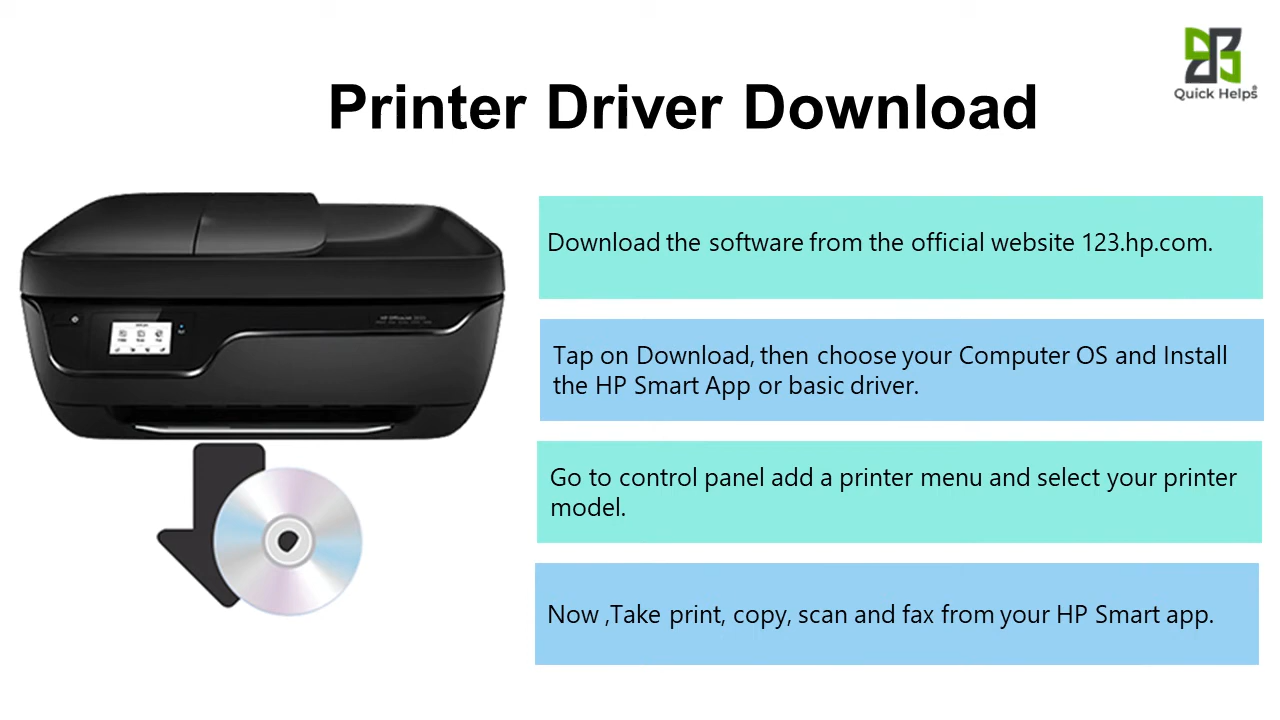 Quick Helps®
Printer Driver Download
Download the software from the official website 123.hp.com.
Tap on Download, then choose your Computer OS and Install
the HP Smart App or basic driver.
Go to control panel add a printer menu and select your printer
model.
Now ,Take print, copy, scan and fax from your HP Smart app.
HP OfficeJet